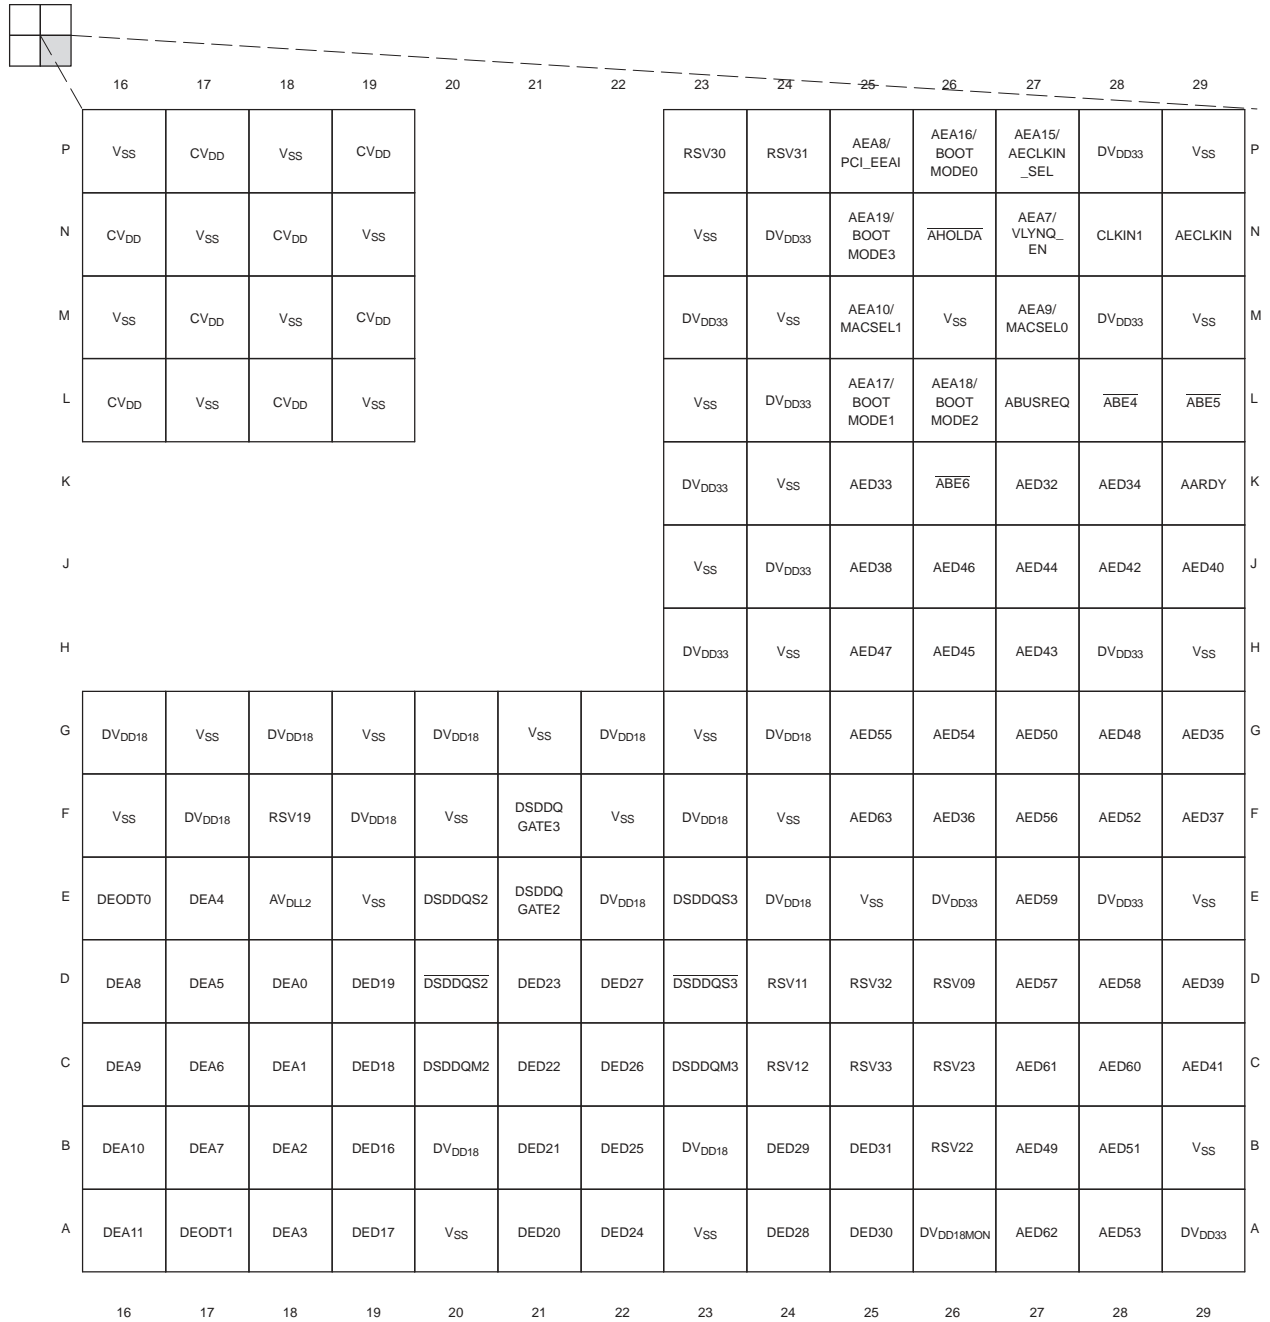 16 17 18 19 20 21 22 23 24 25 26 27 28 29
P VSS CVDD VSS CVDD RSV30 RSV31 AEA8/ PCI_EEAI AEA16/ BOOT MODE0 AEA15/ AECLKIN _SEL DVDD33 VSS P
N CVDD VSS CVDD VSS VSS DVDD33 AEA19/ BOOT MODE3 AHOLDA AEA7/ VLYNQ_ EN CLKIN1 AECLKIN N
M VSS CVDD VSS CVDD DVDD33 VSS AEA10/ MACSEL1 VSS AEA9/ MACSEL0 DVDD33 VSS M
L CVDD VSS CVDD VSS VSS DVDD33 AEA17/ BOOT MODE1 AEA18/ BOOT MODE2 ABUSREQ ABE4 ABE5 L
K DVDD33 VSS AED33 ABE6 AED32 AED34 AARDY K
J VSS DVDD33 AED38 AED46 AED44 AED42 AED40 J
H DVDD33 VSS AED47 AED45 AED43 DVDD33 VSS H
G DVDD18 VSS DVDD18 VSS DVDD18 VSS DVDD18 VSS DVDD18 AED55 AED54 AED50 AED48 AED35 G
F VSS DVDD18 RSV19 DVDD18 VSS DSDDQ GATE3 VSS DVDD18 VSS AED63 AED36 AED56 AED52 AED37 F
E DEODT0 DEA4 AVDLL2 VSS DSDDQS2 DSDDQ GATE2 DVDD18 DSDDQS3 DVDD18 VSS DVDD33 AED59 DVDD33 VSS E
D DEA8 DEA5 DEA0 DED19 DSDDQS2 DED23 DED27 DSDDQS3 RSV11 RSV32 RSV09 AED57 AED58 AED39 D
C DEA9 DEA6 DEA1 DED18 DSDDQM2 DED22 DED26 DSDDQM3 RSV12 RSV33 RSV23 AED61 AED60 AED41 C
B DEA10 DEA7 DEA2 DED16 DVDD18 DED21 DED25 DVDD18 DED29 DED31 RSV22 AED49 AED51 VSS B
A DEA11 DEODT1 DEA3 DED17 VSS DED20 DED24 VSS DED28 DED30 DVDD18MON AED62 AED53 DVDD33 A
16 17 18 19 20 21 22 23 24 25 26 27 28 29